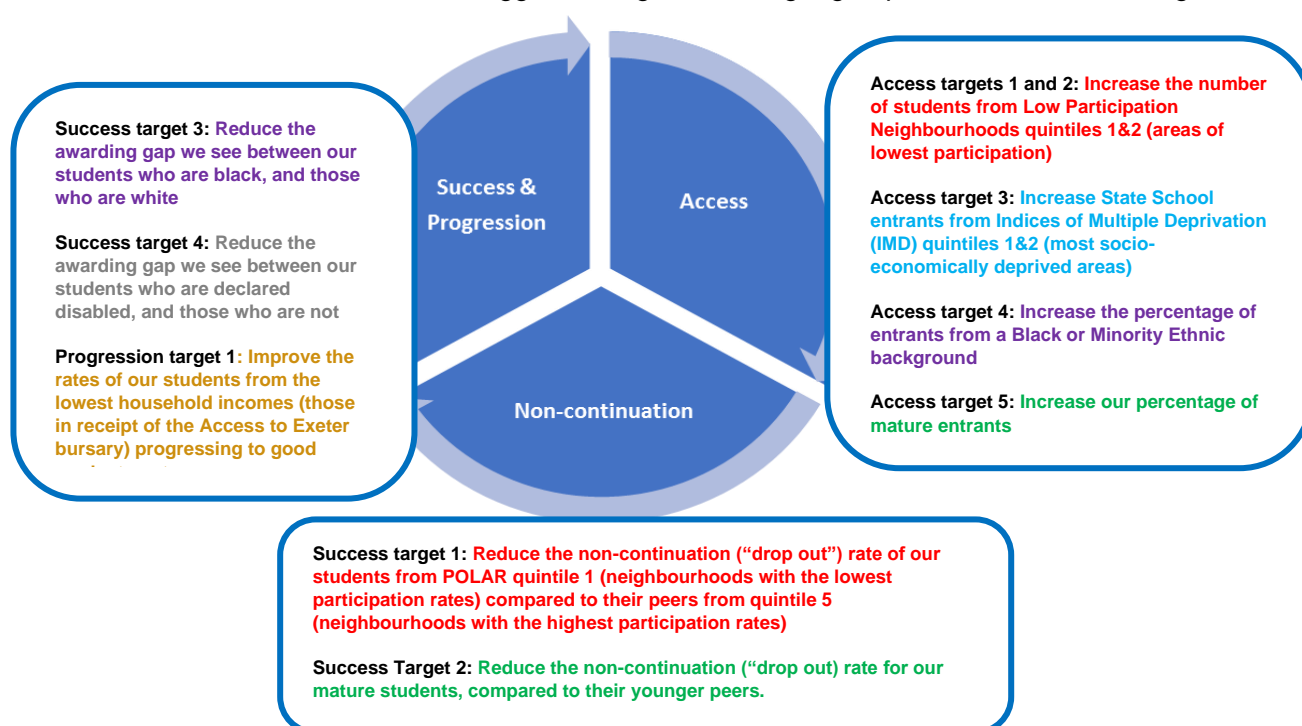 Success target 3: Reduce the
awarding gap we see between our
students who are black, and those
who are white
Success target 4: Reduce the
awarding gap we see between our
students who are declared
disabled, and those who are not
Progression target 1: Improve the
rates of our students from the
lowest household incomes (those
in receipt of the Access to Exeter
bursary) progressing to good
Success &
Progression
Access
Non-continuation
Access targets 1 and 2: Increase the number
of students from Low Participation
Neighbourhoods quintiles 1&2 (areas of
lowest participation)
Access target 3: Increase State School
entrants from Indices of Multiple Deprivation
(IMD) quintiles 1&2 (most socio-
economically deprived areas)
Access target 4: Increase the percentage of
entrants from a Black or Minority Ethnic
background
Access target 5: Increase our percentage of
mature entrants
Success target 1: Reduce the non-continuation (“drop out”) rate of our
students from POLAR quintile 1 (neighbourhoods with the lowest
participation rates) compared to their peers from quintile 5
(neighbourhoods with the highest participation rates)
Success Target 2: Reduce the non-continuation (“drop out) rate for our
mature students, compared to their younger peers.